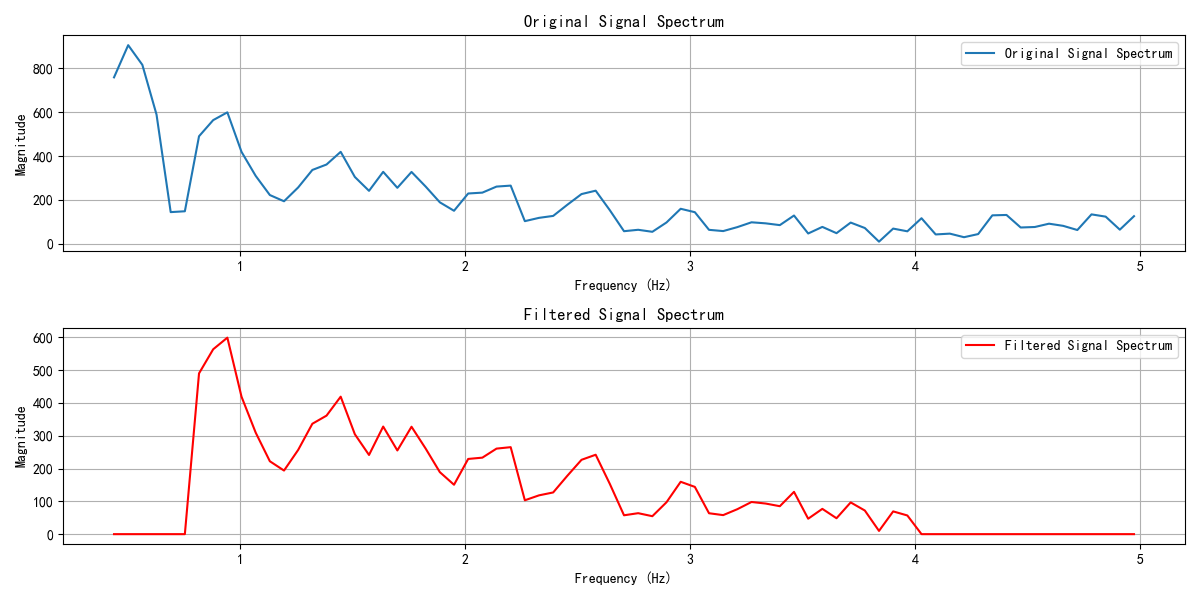 Original Signal Spectrum
Original Signal Spectrum
Magnitude
800
600
400
200
0
1 2 3 4 5
Frequency (Hz)
Filtered Signal Spectrum
Filtered Signal Spectrum
Magnitude
600
500
400
300
200
100
0
1 2 3 4 5
Frequency (Hz)